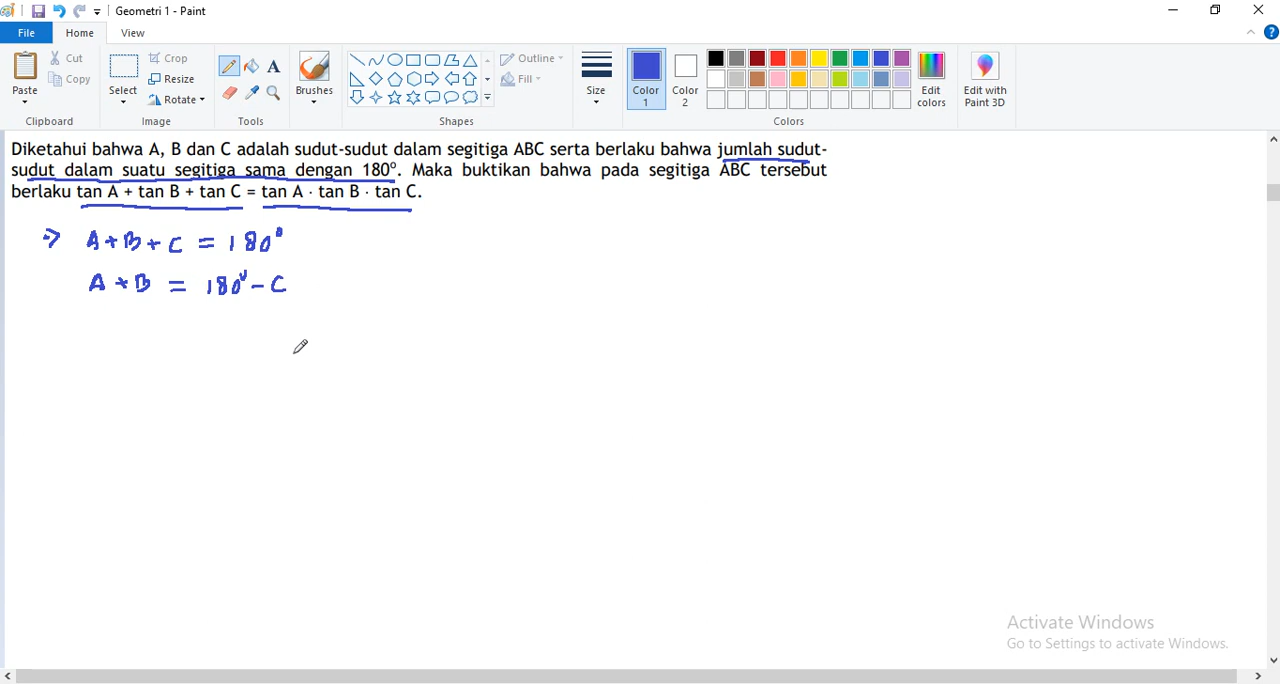 Geometri 1 - Paint
File Home View
Paste Cut Copy
Clipboard
Select Crop Resize Rotate
Image
A
Tools
Brushes
Outline Fill
Shapes
Size
Color 1 Color 2
Edit colors
Edit with Paint 3D
Colors
?
Diketahui bahwa A, B dan C adalah sudut-sudut dalam segitiga ABC serta berlaku bahwa jumlah sudut-
sudut dalam suatu segitiga sama dengan 180°. Maka buktikan bahwa pada segitiga ABC tersebut
berlaku tan A + tan B + tan C = tan A · tan B · tan C.
→ A + B + C = 180°
A + B = 180° - C
Activate Windows
Go to Settings to activate Windows.